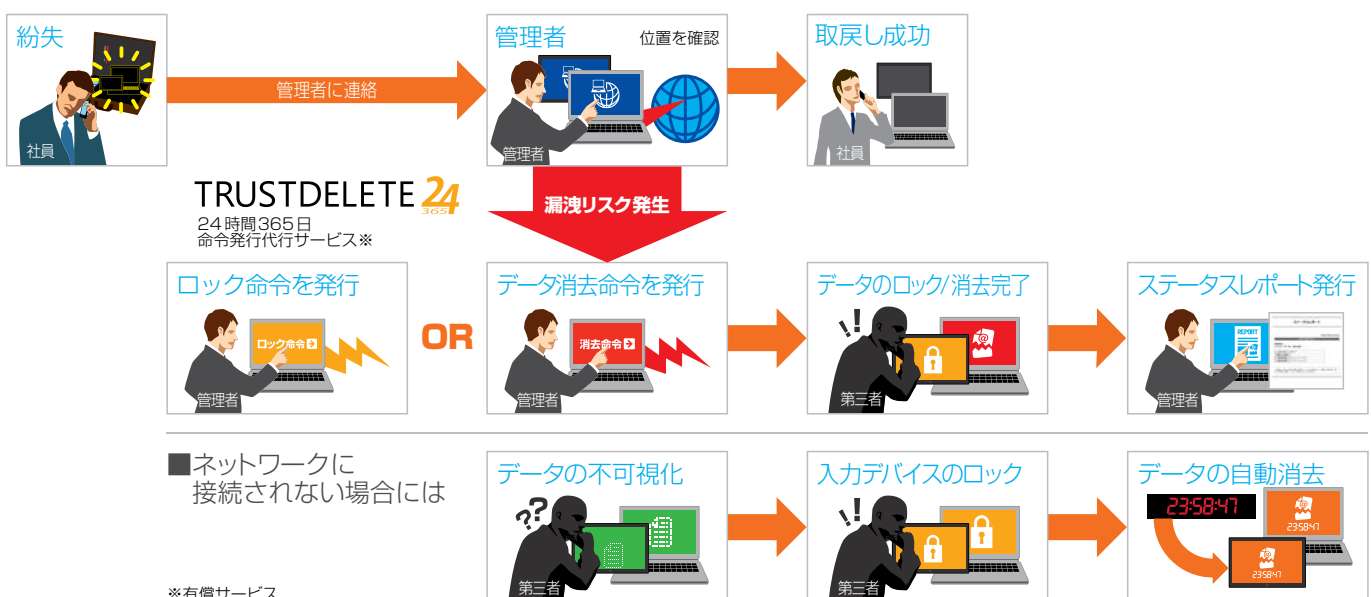 紛失
社員
管理者に連絡
管理者
位置を確認
管理者
取戻し成功
社員
TRUSTDELETE 24
365
24時間365日
命令発行代行サービス※
漏洩リスク発生
ロック命令を発行
ロック命令
管理者
OR
データ消去命令を発行
消去命令
管理者
データのロック/消去完了
第三者
ステータスレポート発行
REPORT
管理者
■ネットワークに
接続されない場合には
データの不可視化
??
第三者
入力デバイスのロック
第三者
データの自動消去
23:58:47
23:58:47
23:58:47
※有償サービス